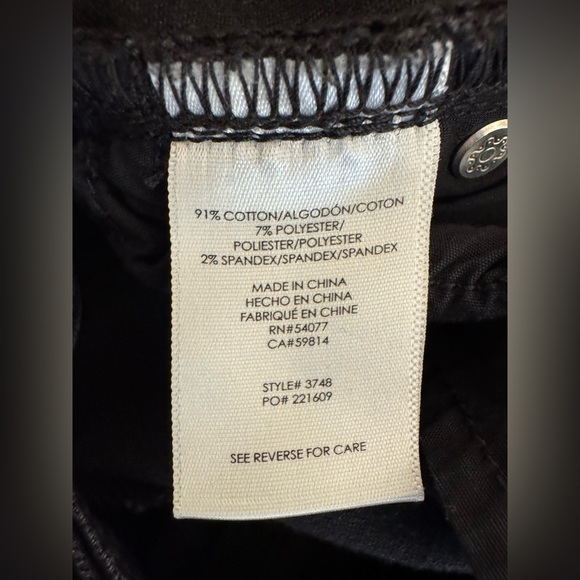 91% COTTON/ALGODÓN/COTON
7% POLYESTER/
POLIESTER/POLYESTER
2% SPANDEX/SPANDEX/SPANDEX
MADE IN CHINA
HECHO EN CHINA
FABRIQUÉ EN CHINE
RN#54077
CA#59814
STYLE# 3748
PO# 221609
SEE REVERSE FOR CARE